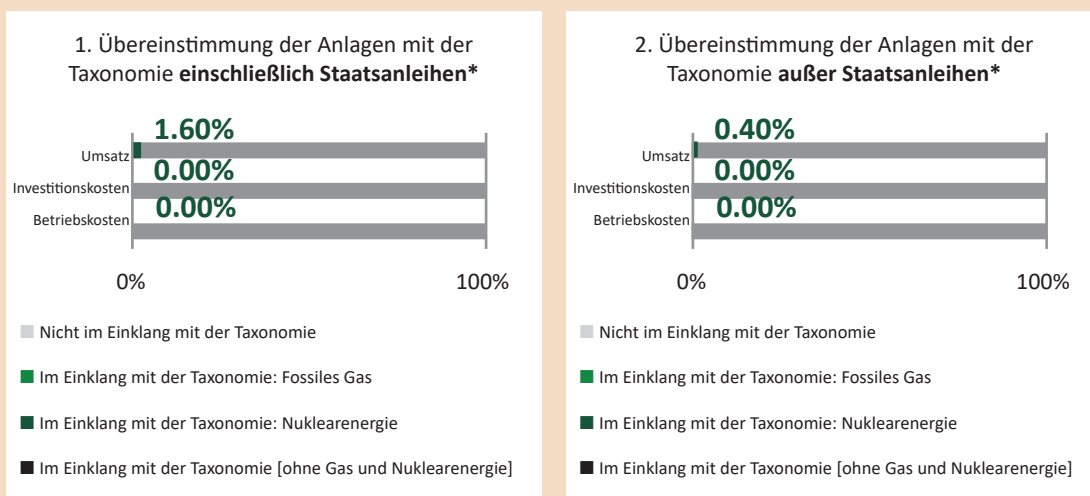 1. Übereinstimmung der Anlagen mit der
Taxonomie einschließlich Staatsanleihen*
1.60%
Umsatz
0.00%
Investitionskosten
0.00%
Betriebskosten
0%
100%
Nicht im Einklang mit der Taxonomie
Im Einklang mit der Taxonomie: Fossiles Gas
Im Einklang mit der Taxonomie: Nuklearenergie
Im Einklang mit der Taxonomie [ohne Gas und Nuklearenergie]
2. Übereinstimmung der Anlagen mit der
Taxonomie außer Staatsanleihen*
0.40%
Umsatz
0.00%
Investitionskosten
0.00%
Betriebskosten
0%
100%
Nicht im Einklang mit der Taxonomie
Im Einklang mit der Taxonomie: Fossiles Gas
Im Einklang mit der Taxonomie: Nuklearenergie
Im Einklang mit der Taxonomie [ohne Gas und Nuklearenergie]